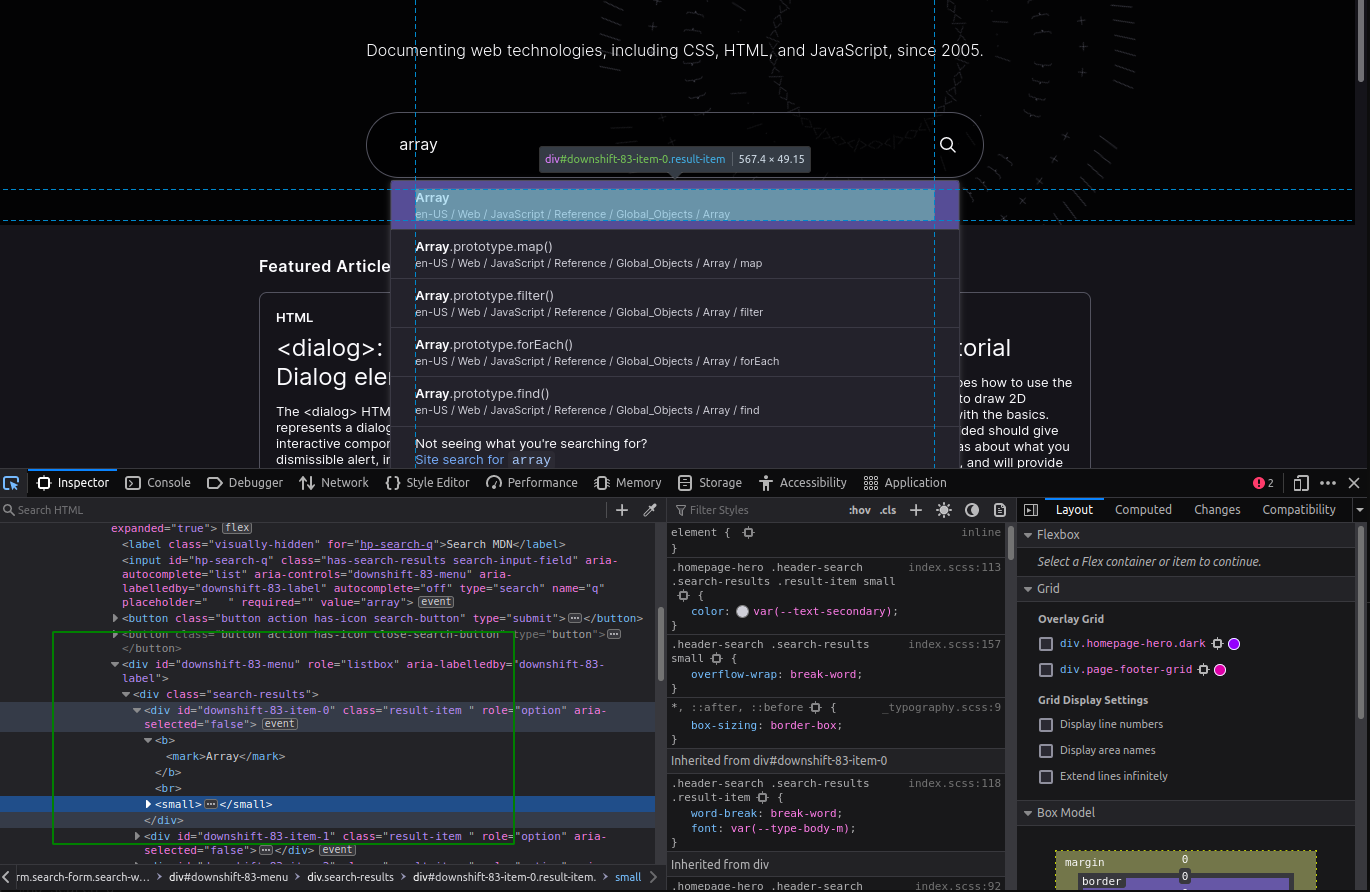 Documenting web technologies, including CSS, HTML, and JavaScript, since 2005.
array
div#downshift-83-item-0.result-item 567.4 × 49.15
Array
en-US / Web / JavaScript / Reference / Global_Objects / Array
Array.prototype.map()
en-US / Web / JavaScript / Reference / Global_Objects / Array / map
Array.prototype.filter()
en-US / Web / JavaScript / Reference / Global_Objects / Array / filter
Array.prototype.forEach()
en-US / Web / JavaScript / Reference / Global_Objects / Array / forEach
Array.prototype.find()
en-US / Web / JavaScript / Reference / Global_Objects / Array / find
Not seeing what you're searching for?
Site search for array
Featured Article
HTML
<dialog>:
Dialog ele
The <dialog> HTM
represents a dialog
interactive compor
dismissible alert, in
torial
bes how to use the
to draw 2D
with the basics.
ded should give
as about what you
, and will provide
Inspector Console Debugger Network Style Editor Performance Memory Storage Accessibility Application 2
Search HTML
expanded="true"> flex
<label class="visually-hidden" for="hp-search-q">Search MDN</label>
<input id="hp-search-q" class="has-search-results search-input-field" aria-
autocomplete="list" aria-controls="downshift-83-menu" aria-
labelledby="downshift-83-label" autocomplete="off" type="search" name="q"
placeholder="   " required="" value="array"> event
<button class="button action has-icon search-button" type="submit"></button>
<button class="button action has-icon close-search-button" type="button">
</button>
<div id="downshift-83-menu" role="listbox" aria-labelledby="downshift-83-
label">
<div class="search-results">
<div id="downshift-83-item-0" class="result-item " role="option" aria-
selected="false"> event
<b>
<mark>Array</mark>
</b>
<br>
<small></small>
</div>
<div id="downshift-83-item-1" class="result-item " role="option" aria-
selected="false"></div> event
rm.search-form.search-w… div#downshift-83-menu div.search-results div#downshift-83-item-0.result-item. small
Filter Styles :hov .cls
element { inline
}
.homepage-hero .header-search index.scss:113
.search-results .result-item small
{
color: var(--text-secondary);
}
.header-search .search-results index.scss:157
small {
overflow-wrap: break-word;
}
*, ::after, ::before { _typography.scss:9
box-sizing: border-box;
}
Inherited from div#downshift-83-item-0
.header-search .search-results index.scss:118
.result-item {
word-break: break-word;
font: var(--type-body-m);
}
Inherited from div
.homepage-hero .header-search index.scss:92
Layout Computed Changes Compatibility
Flexbox
Select a Flex container or item to continue.
Grid
Overlay Grid
div.homepage-hero.dark
div.page-footer-grid
Grid Display Settings
Display line numbers
Display area names
Extend lines infinitely
Box Model
margin 0
border 0